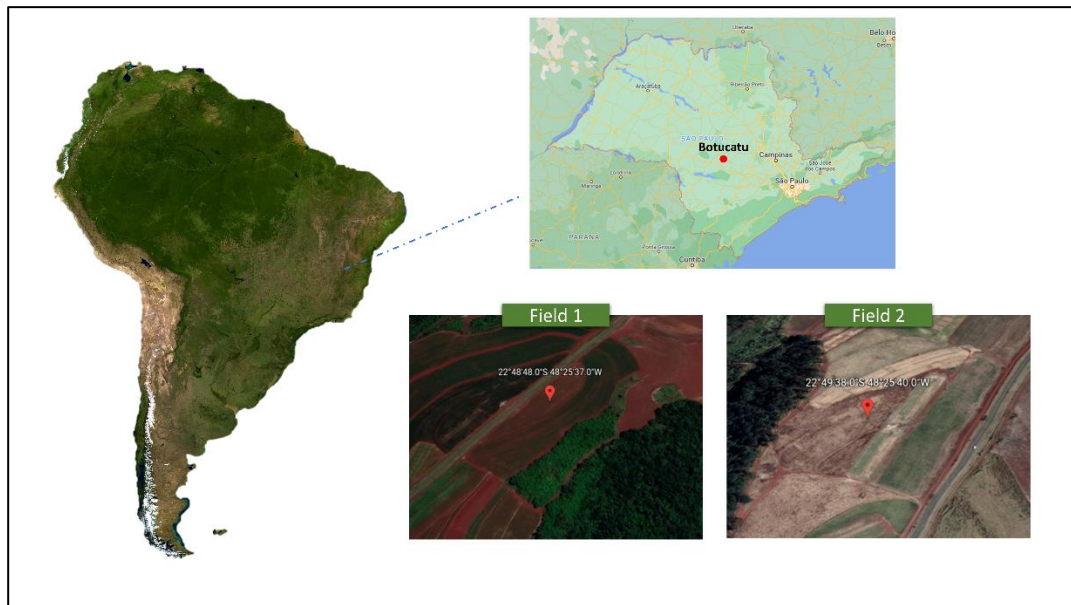 Uberaba
Belo Ho
Araçatuba
Ribeirão Preto
SÃO PAULO
Botucatu
Campinas
São José
dos Campos
São Paulo
Londrina
Maringá
PARANÁ
Ponta Grossa
Curitiba
Field 1
22°48'48.0"S 48°25'37.0"W
Field 2
22°49'38.0"S 48°25'40.0"W